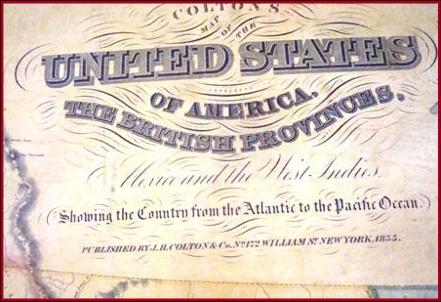 COLTON'S
MAP
OF THE
UNITED STATES
OF AMERICA,
THE BRITISH PROVINCES,
Mexico and the West Indies.
(Showing the Country from the Atlantic to the Pacific Ocean.)
PUBLISHED BY J. H. COLTON & Co. No 172 WILLIAM St. NEW YORK, 1855.